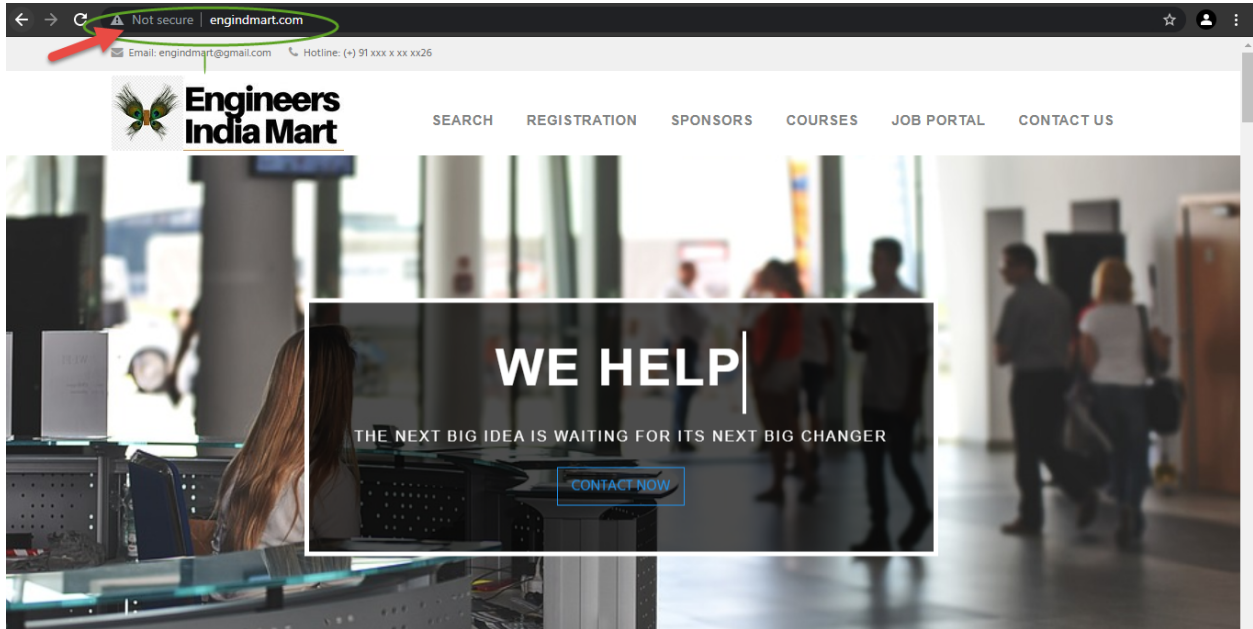 Not secure | engindmart.com
Email: engindmart@gmail.com Hotline: (+) 91 xxx x xx xx26
Engineers
India Mart
SEARCH REGISTRATION SPONSORS COURSES JOB PORTAL CONTACT US
WE HELP
THE NEXT BIG IDEA IS WAITING FOR ITS NEXT BIG CHANGER
CONTACT NOW